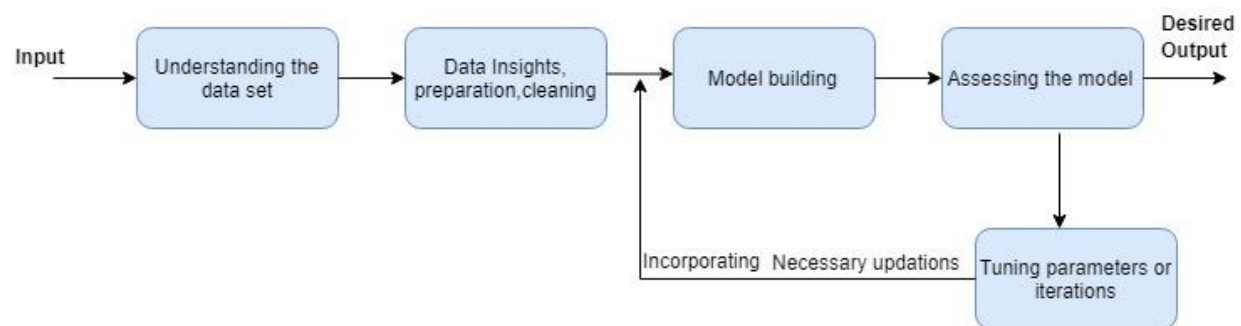 Input
Understanding the
data set
Data Insights,
preparation,cleaning
Model building
Assessing the model
Desired
Output
Incorporating Necessary updations
Tuning parameters or
iterations